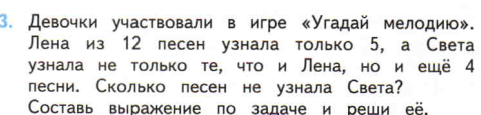 3. Девочки участвовали в игре «Угадай мелодию».
Лена из 12 песен узнала только 5, а Света
узнала не только те, что и Лена, но и ещё 4
песни. Сколько песен не узнала Света?
Составь выражение по задаче и реши её.